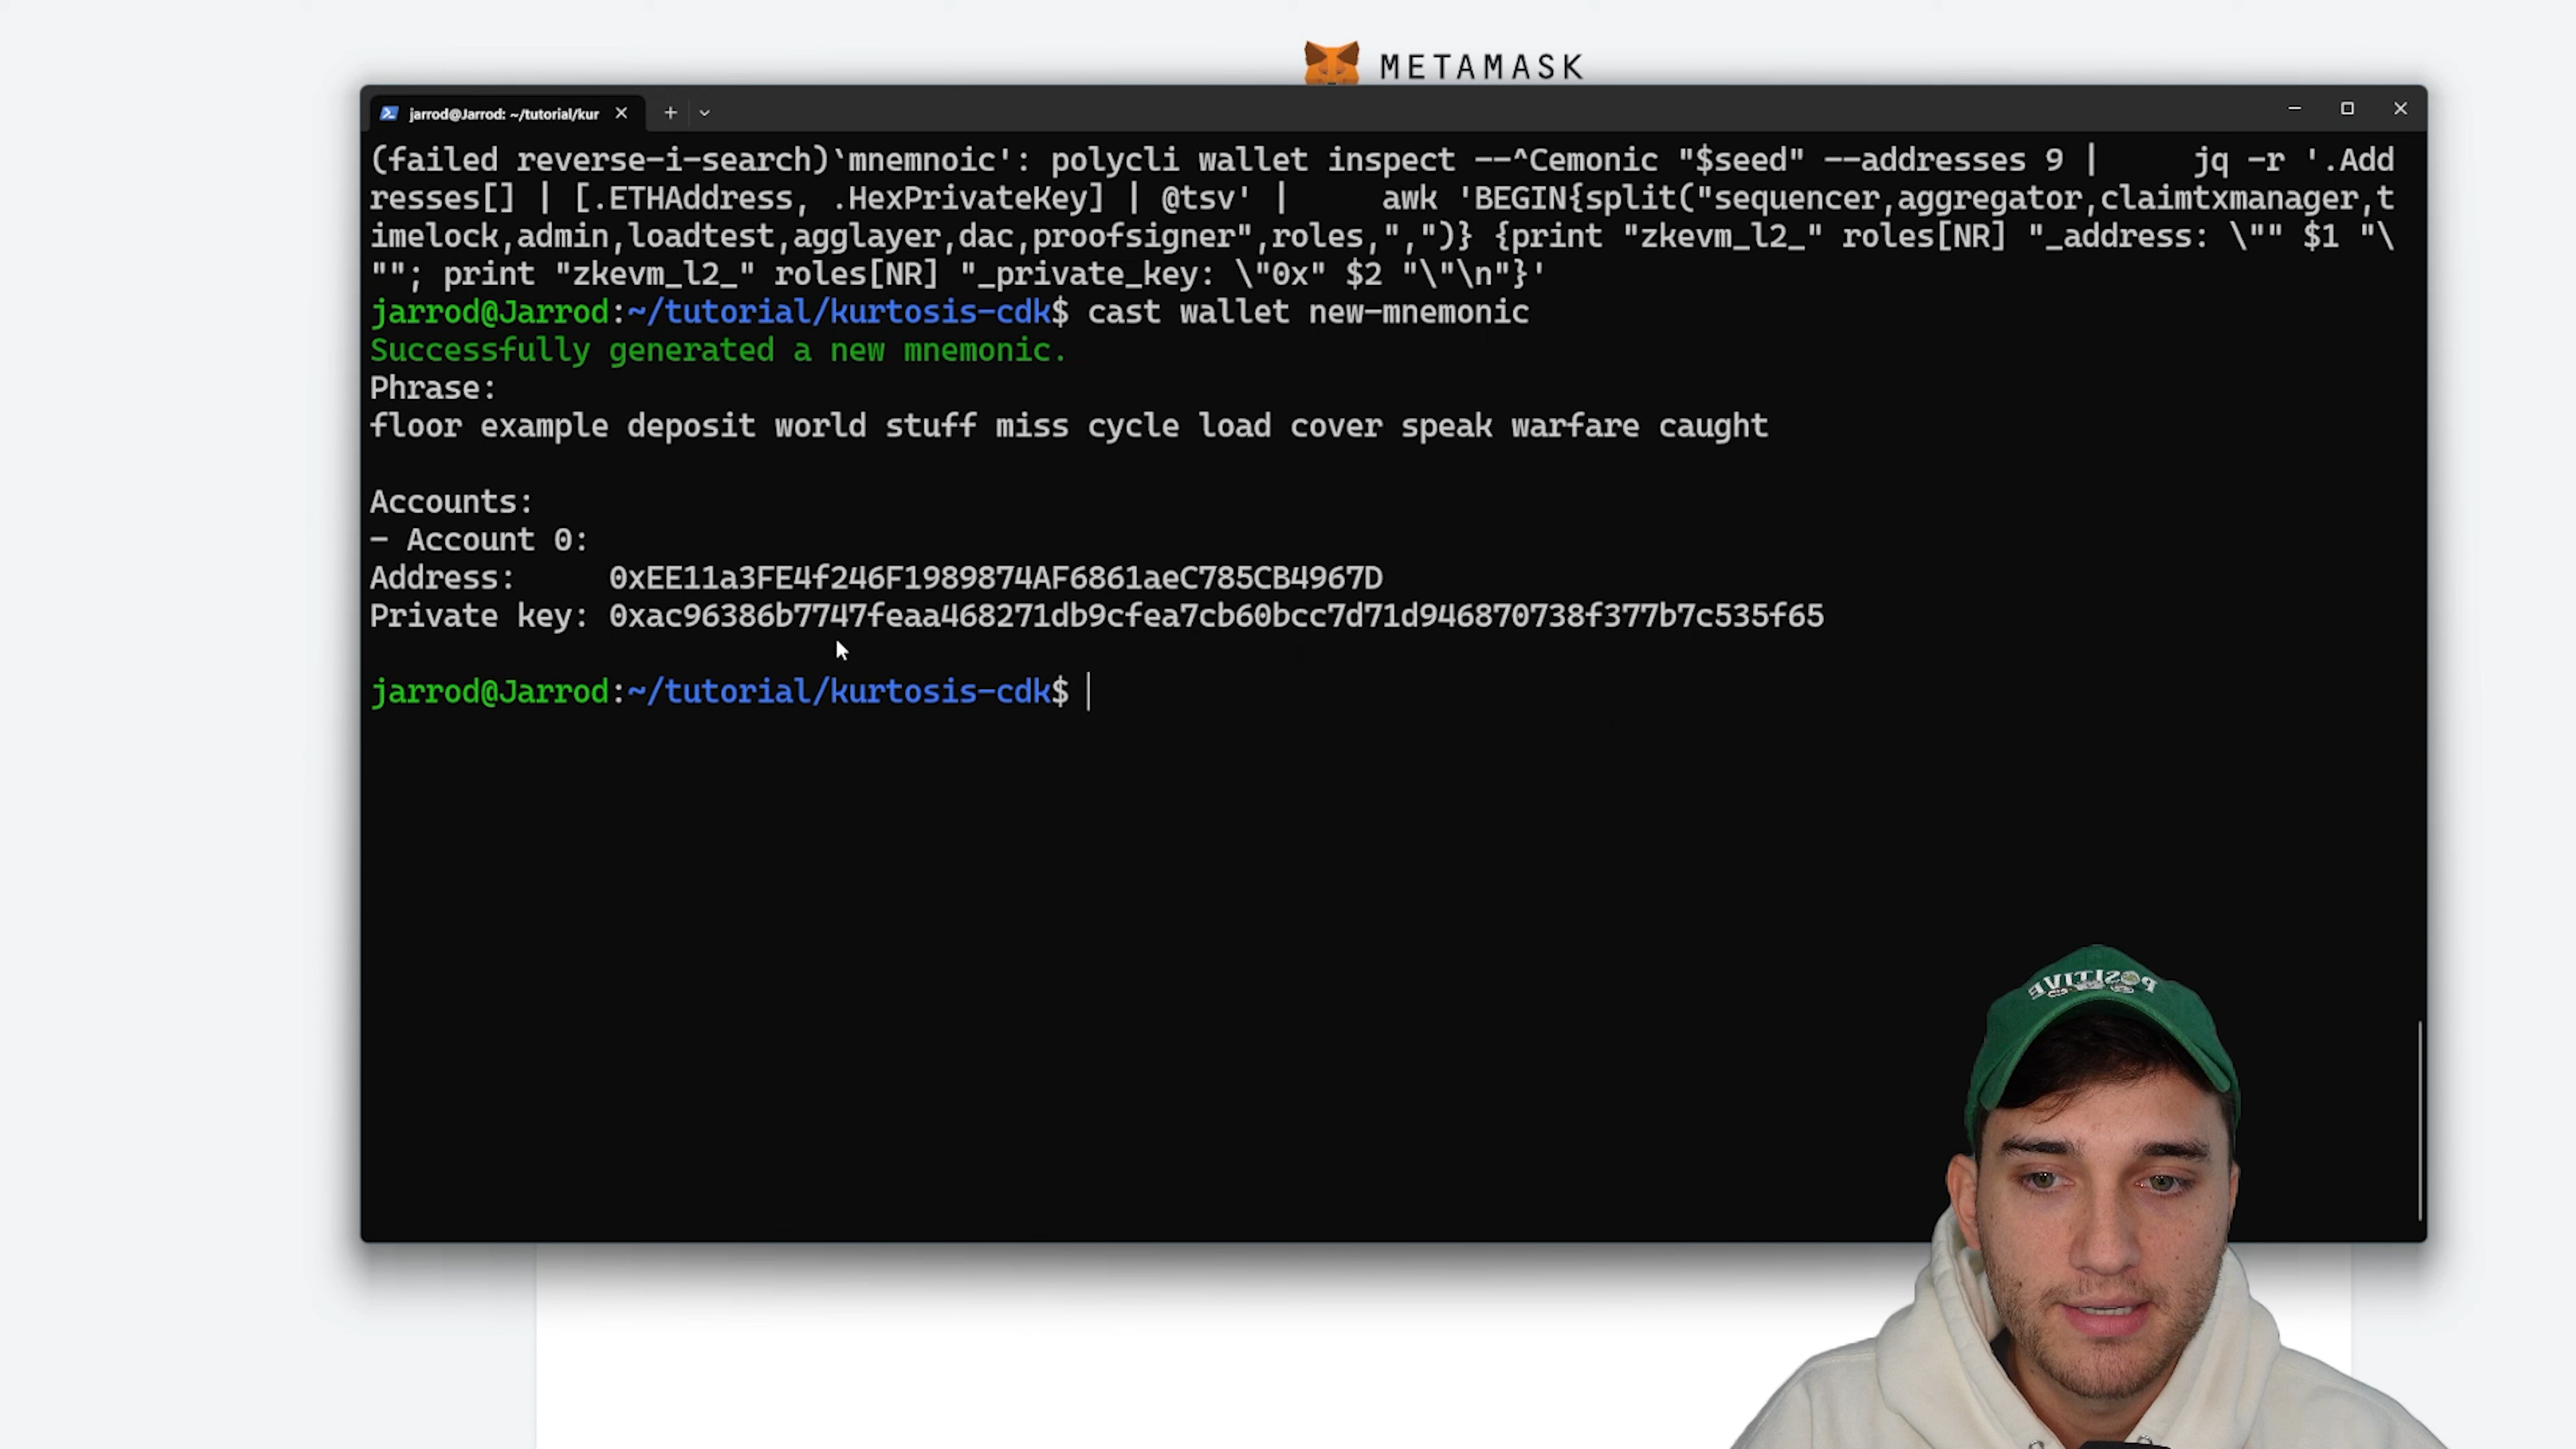 METAMASK
jarrod@Jarrod: ~/tutorial/kur
(failed reverse-i-search)`mnemnoic': polycli wallet inspect --^Cemonic "$seed" --addresses 9 |     jq -r '.Add
resses[] | [.ETHAddress, .HexPrivateKey] | @tsv' |     awk 'BEGIN{split("sequencer,aggregator,claimtxmanager,t
imelock,admin,loadtest,agglayer,dac,proofsigner",roles,",")} {print "zkevm_l2_" roles[NR] "_address: \"" $1 "\
""; print "zkevm_l2_" roles[NR] "_private_key: \"0x" $2 "\"\n"}'
jarrod@Jarrod:~/tutorial/kurtosis-cdk$ cast wallet new-mnemonic
Successfully generated a new mnemonic.
Phrase:
floor example deposit world stuff miss cycle load cover speak warfare caught
Accounts:
- Account 0:
Address:     0xEE11a3FE4f246F1989874AF6861aeC785CB4967D
Private key: 0xac96386b7747feaa468271db9cfea7cb60bcc7d71d946870738f377b7c535f65
jarrod@Jarrod:~/tutorial/kurtosis-cdk$
POSITIVE